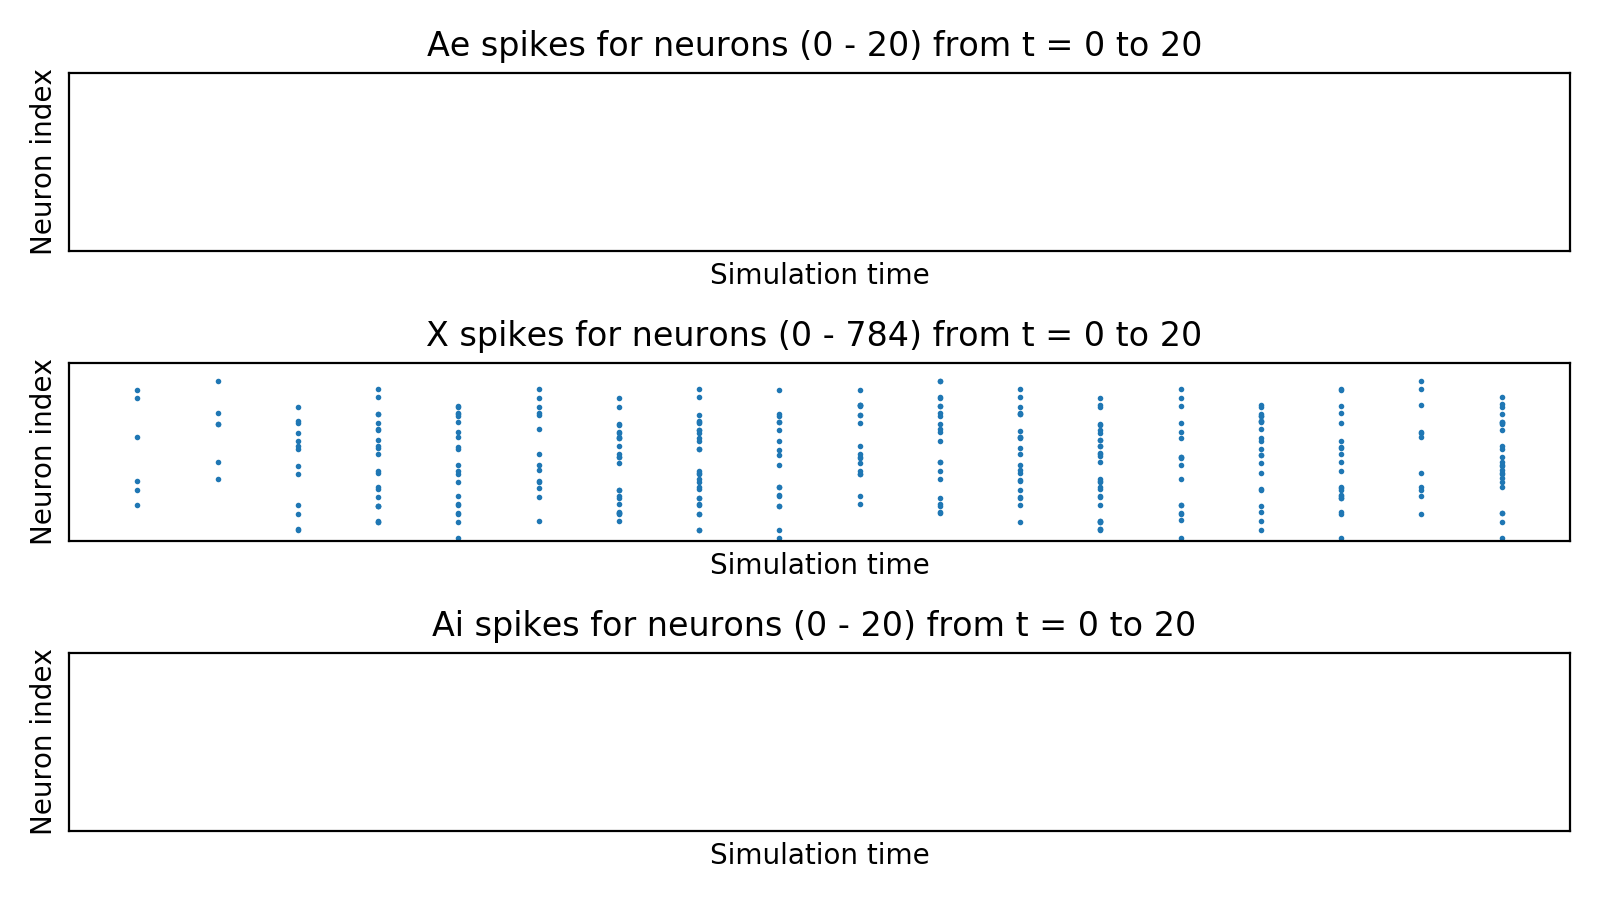 Ae spikes for neurons (0 - 20) from t = 0 to 20
Neuron index
Simulation time
X spikes for neurons (0 - 784) from t = 0 to 20
Neuron index
Simulation time
Ai spikes for neurons (0 - 20) from t = 0 to 20
Neuron index
Simulation time